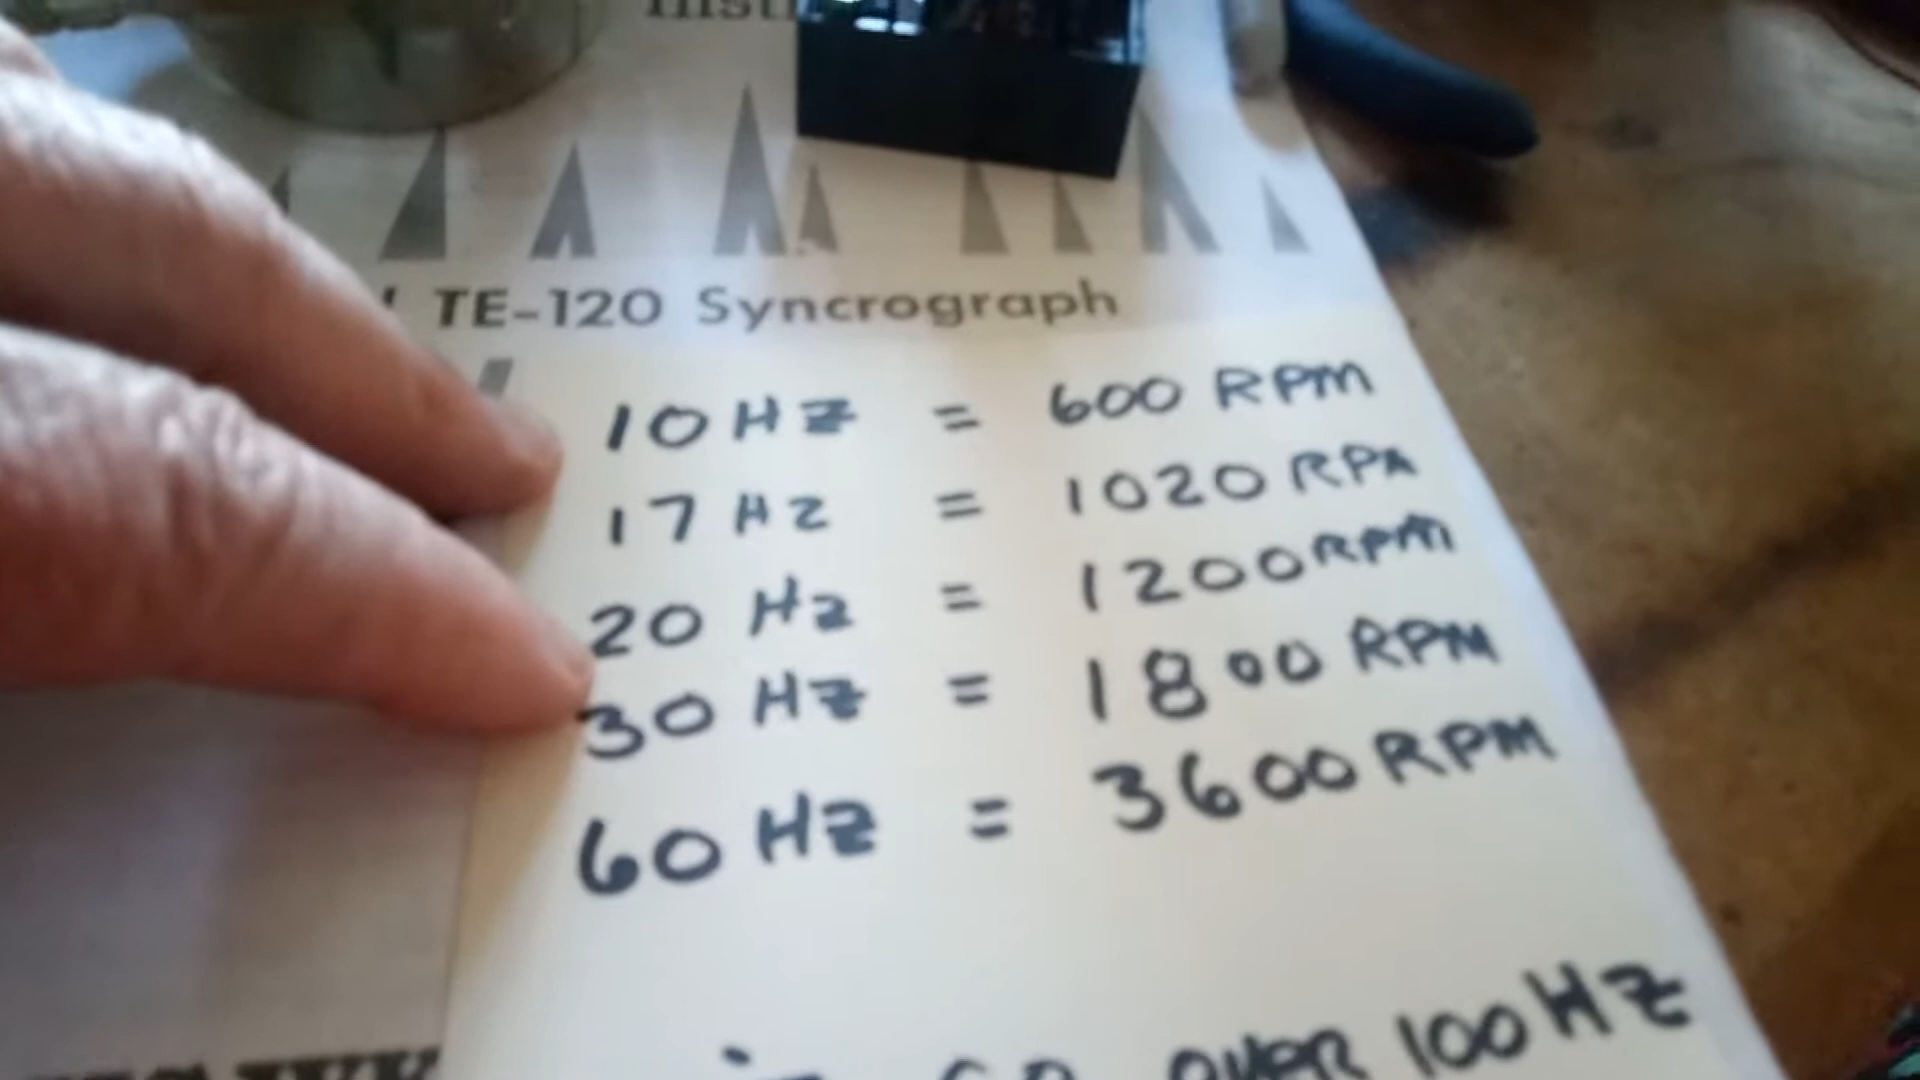 TE-120 Syncrograph
10 HZ = 600 RPM
17 HZ = 1020 RPM
20 Hz = 1200 RPM
30 HZ = 1800 RPM
60 HZ = 3600 RPM
GO OVER 100 HZ